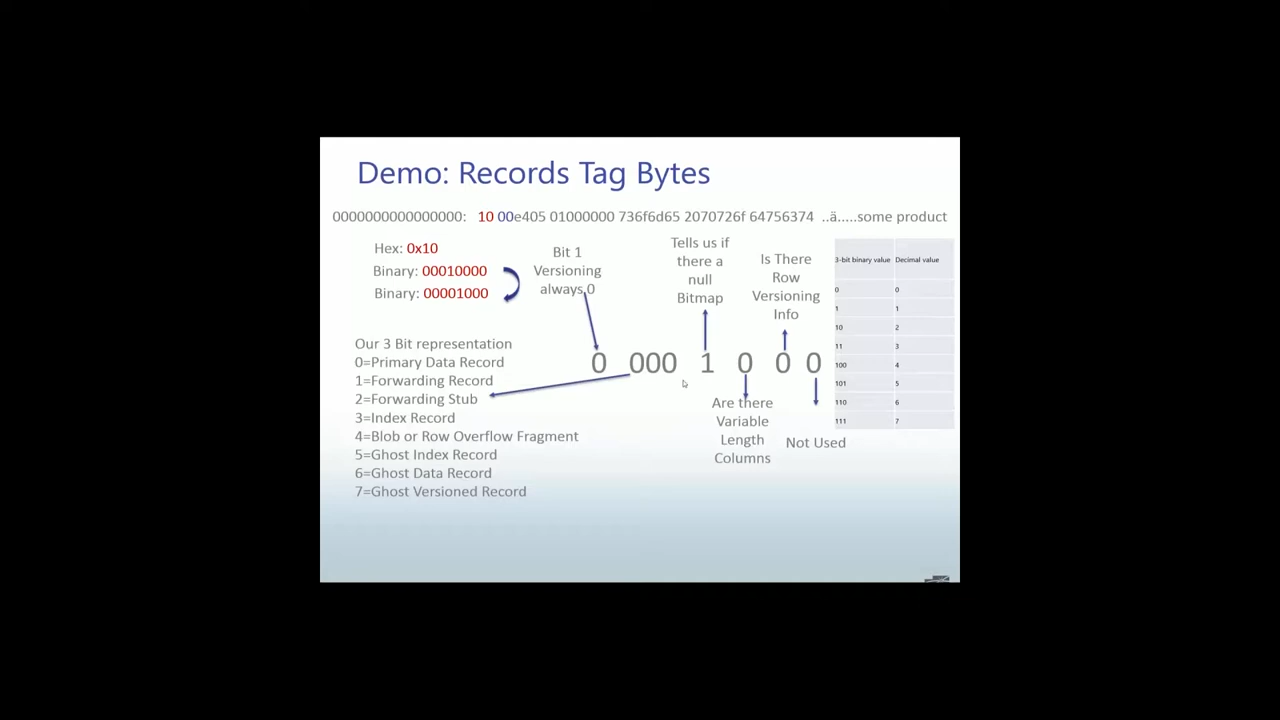 Demo: Records Tag Bytes
0000000000000000: 10 00e405 01000000 736f6d65 2070726f 64756374 ..ä.....some product
Hex: 0x10
Binary: 00010000
Binary: 00001000
Bit 1
Versioning
always 0
Tells us if
there a
null
Bitmap
Is There
Row
Versioning
Info
0 000 1 0 0 0
Are there
Variable
Length
Columns
Not Used
Our 3 Bit representation
0=Primary Data Record
1=Forwarding Record
2=Forwarding Stub
3=Index Record
4=Blob or Row Overflow Fragment
5=Ghost Index Record
6=Ghost Data Record
7=Ghost Versioned Record
3-bit binary value Decimal value
0 0
1 1
10 2
11 3
100 4
101 5
110 6
111 7